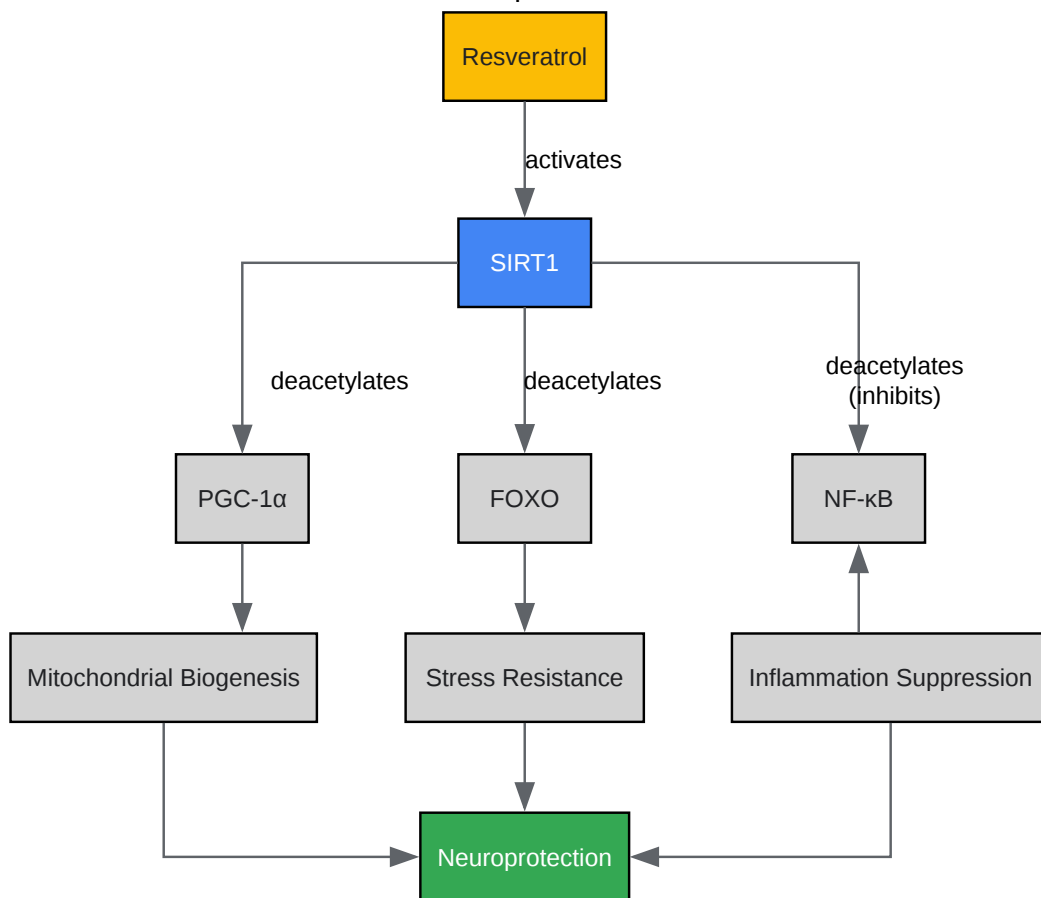 Resveratrol
activates
SIRT1
deacetylates
deacetylates
deacetylates
(inhibits)
PGC-1α
FOXO
NF-κB
Mitochondrial Biogenesis
Stress Resistance
Inflammation Suppression
Neuroprotection